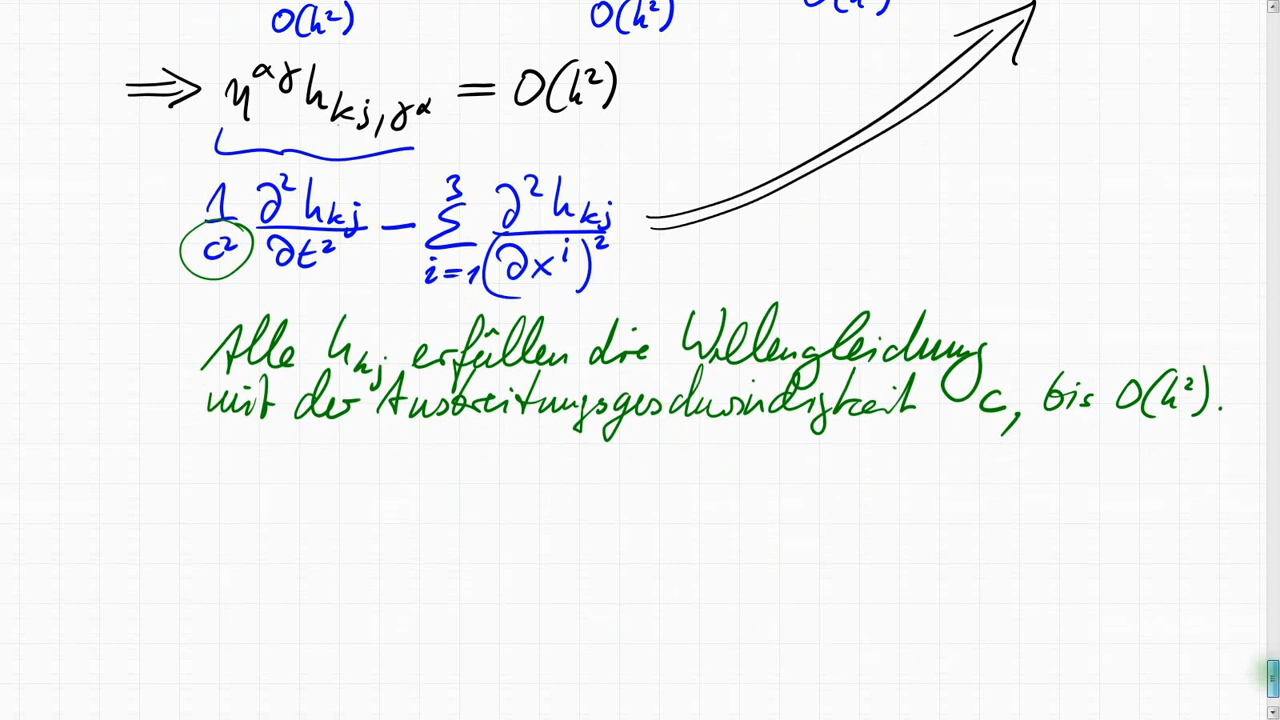 O(h²) O(h²)
⟹ η^{αγ} h_{kj,γα} = O(h²)
1/c² ∂²h_{kj}/∂t² − Σ_{i=1}^{3} ∂²h_{kj}/(∂x^i)²
Alle h_{kj} erfüllen die Wellengleichung
mit der Ausbreitungsgeschwindigkeit c, bis O(h²).